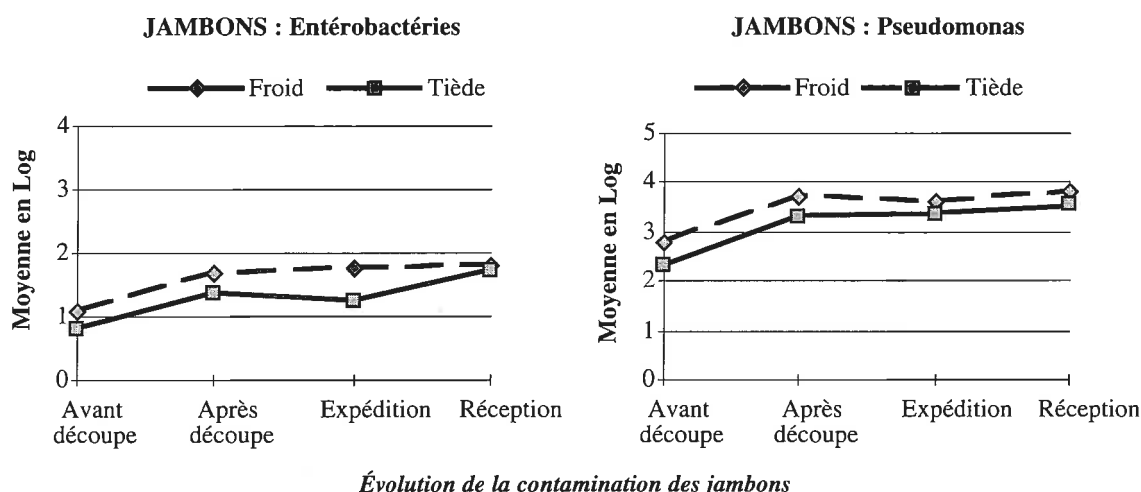 JAMBONS : Entérobactéries
Froid Tiède
Moyenne en Log
4
3
2
1
0
Avant découpe
Après découpe
Expédition
Réception
JAMBONS : Pseudomonas
Froid Tiède
Moyenne en Log
5
4
3
2
1
0
Avant découpe
Après découpe
Expédition
Réception
Évolution de la contamination des jambons